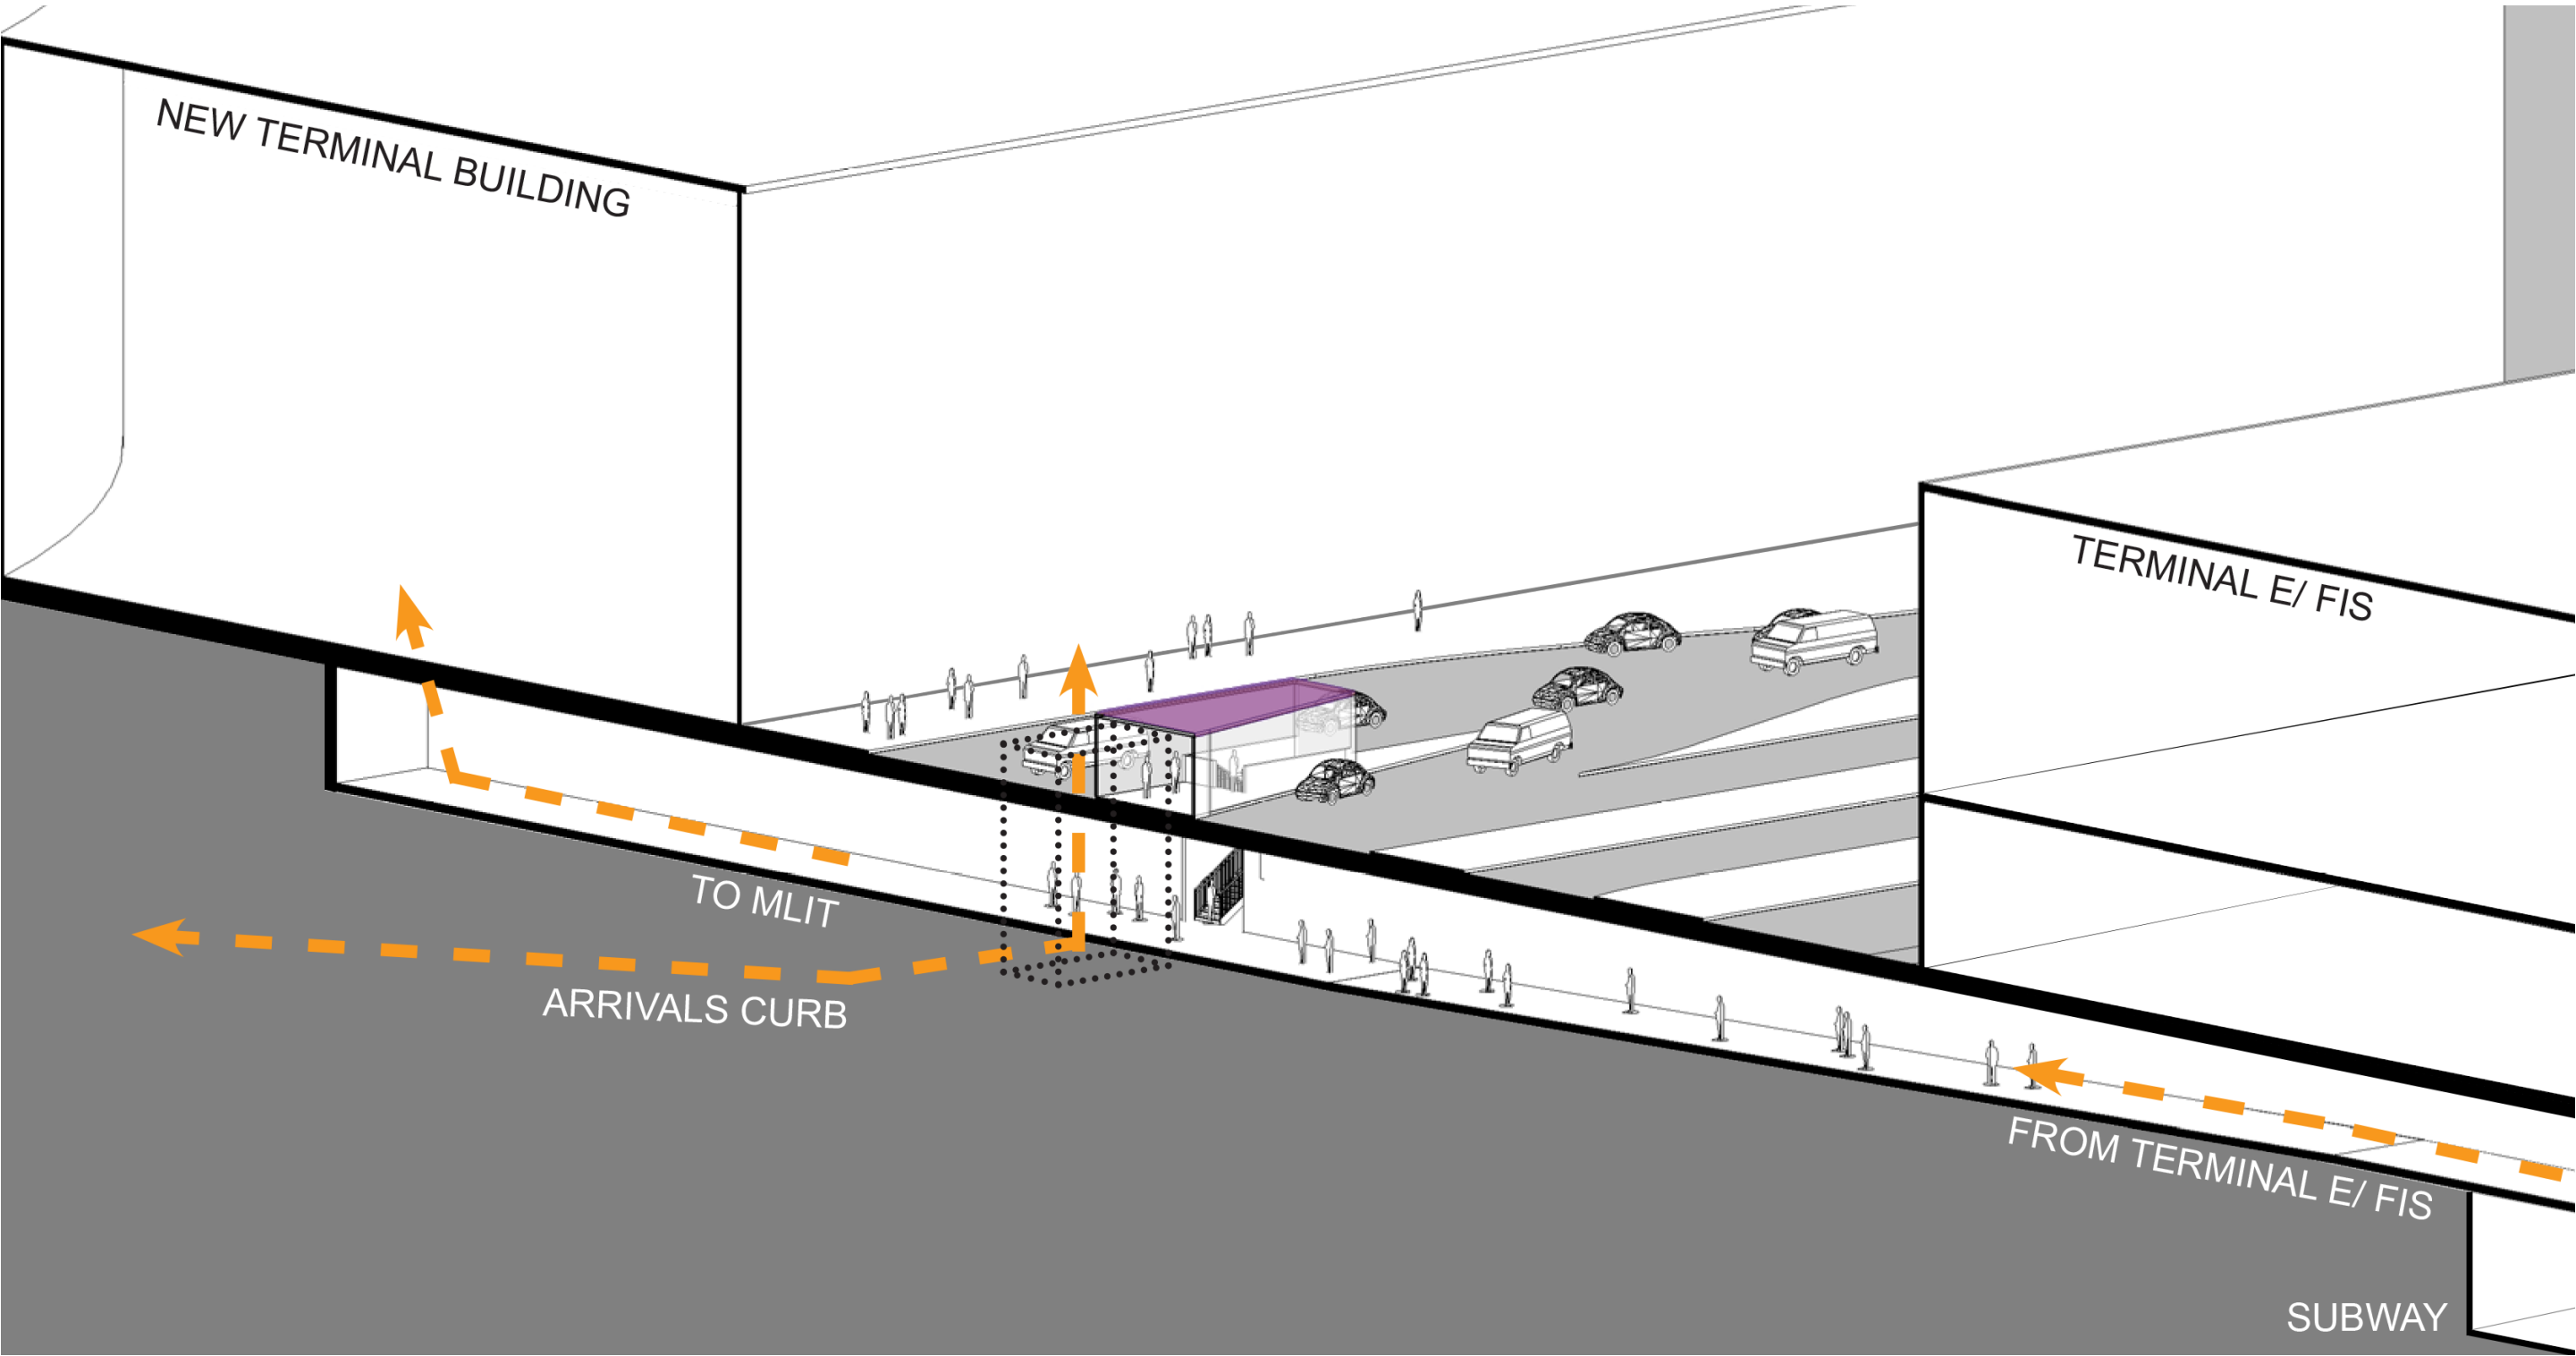 NEW TERMINAL BUILDING
TERMINAL E/ FIS
TO MLIT
ARRIVALS CURB
FROM TERMINAL E/ FIS
SUBWAY